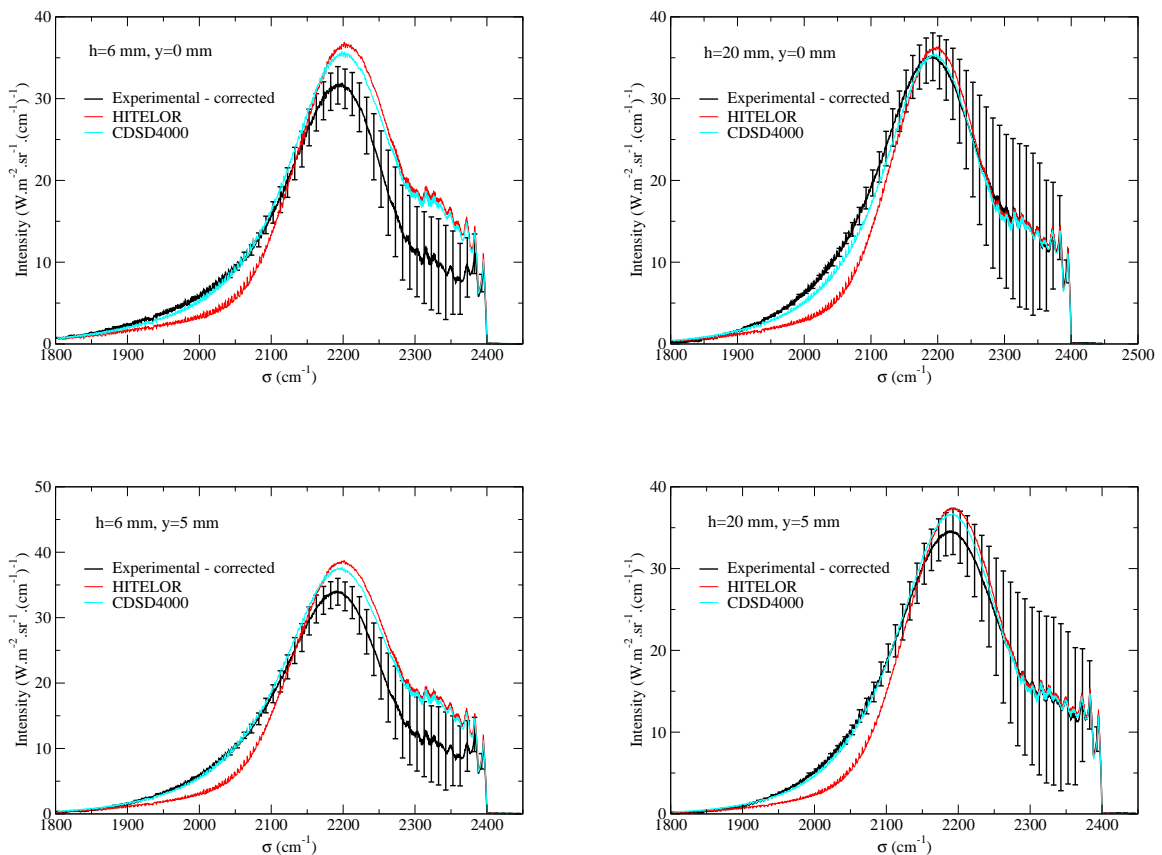 40
30
20
10
0
1800 1900 2000 2100 2200 2300 2400
σ (cm-1)
Intensity (W.m-2.sr-1.(cm-1)-1)
h=6 mm, y=0 mm
Experimental - corrected
HITELOR
CDSD4000
40
30
20
10
0
1800 1900 2000 2100 2200 2300 2400 2500
σ (cm-1)
Intensity (W.m-2.sr-1.(cm-1)-1)
h=20 mm, y=0 mm
Experimental - corrected
HITELOR
CDSD4000
50
40
30
20
10
0
1800 1900 2000 2100 2200 2300 2400
σ (cm-1)
Intensity (W.m-2.sr-1.(cm-1)-1)
h=6 mm, y=5 mm
Experimental - corrected
HITELOR
CDSD4000
40
30
20
10
0
1800 1900 2000 2100 2200 2300 2400
σ (cm-1)
Intensity (W.m-2.sr-1.(cm-1)-1)
h=20 mm, y=5 mm
Experimental - corrected
HITELOR
CDSD4000